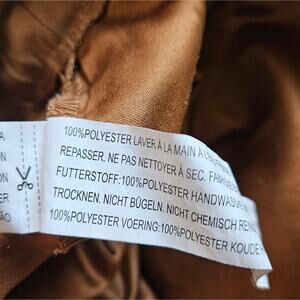 100%POLYESTER LAVER À LA MAIN À
REPASSER. NE PAS NETTOYER À SEC.
FUTTERSTOFF:100%POLYESTER HANDWÄSCHE
TROCKNEN. NICHT BÜGELN. NICHT CHEMISCH REIN
100%POLYESTER VOERING:100%POLYESTER KOUDE